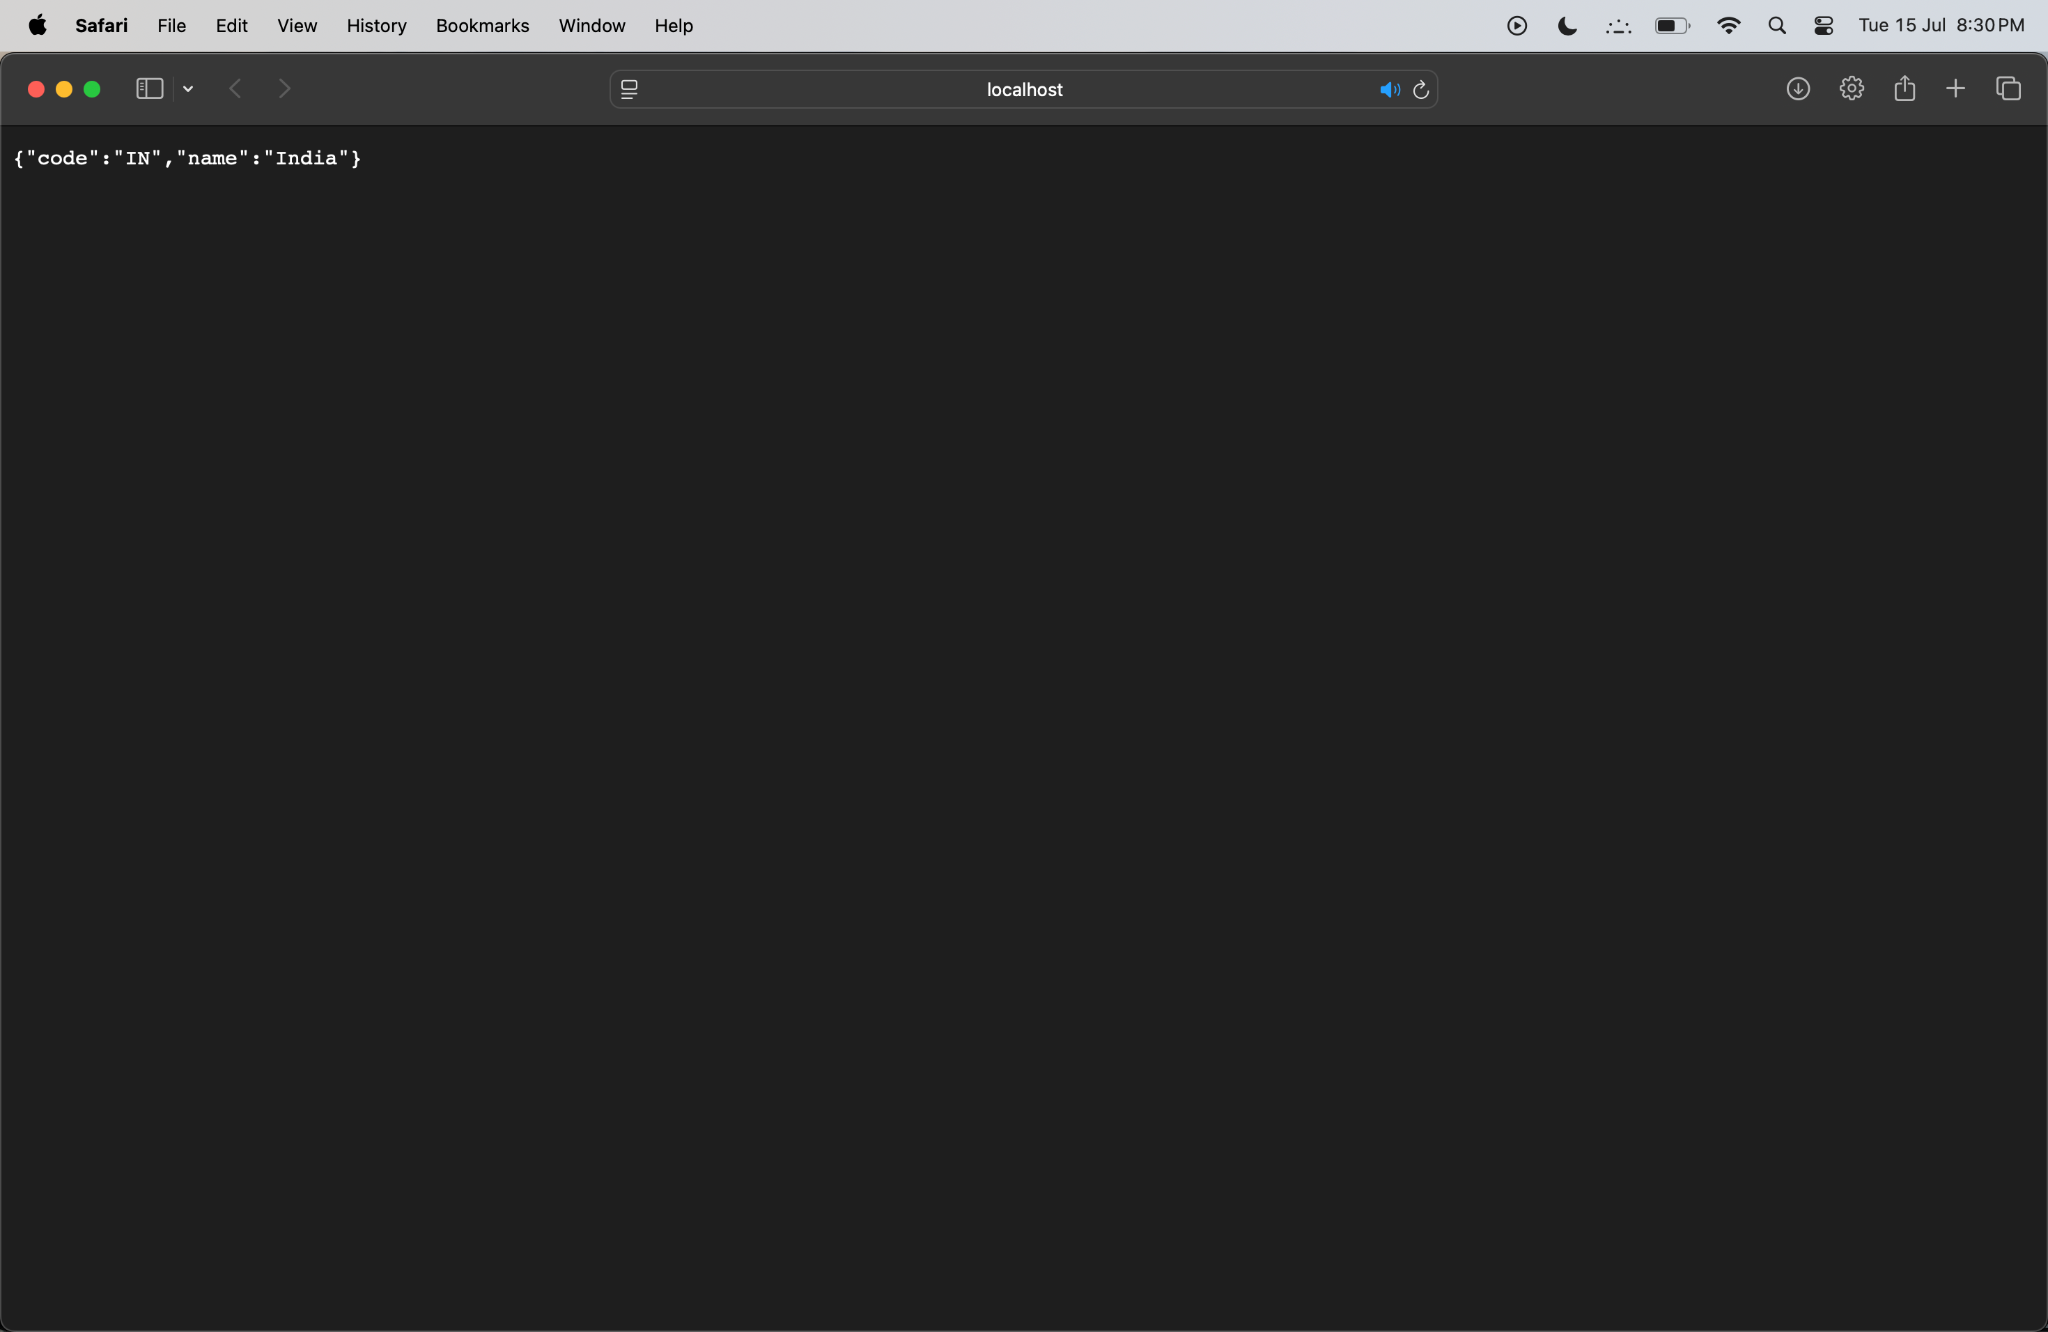 Safari File Edit View History Bookmarks Window Help Tue 15 Jul 8:30 PM
localhost
{"code":"IN","name":"India"}